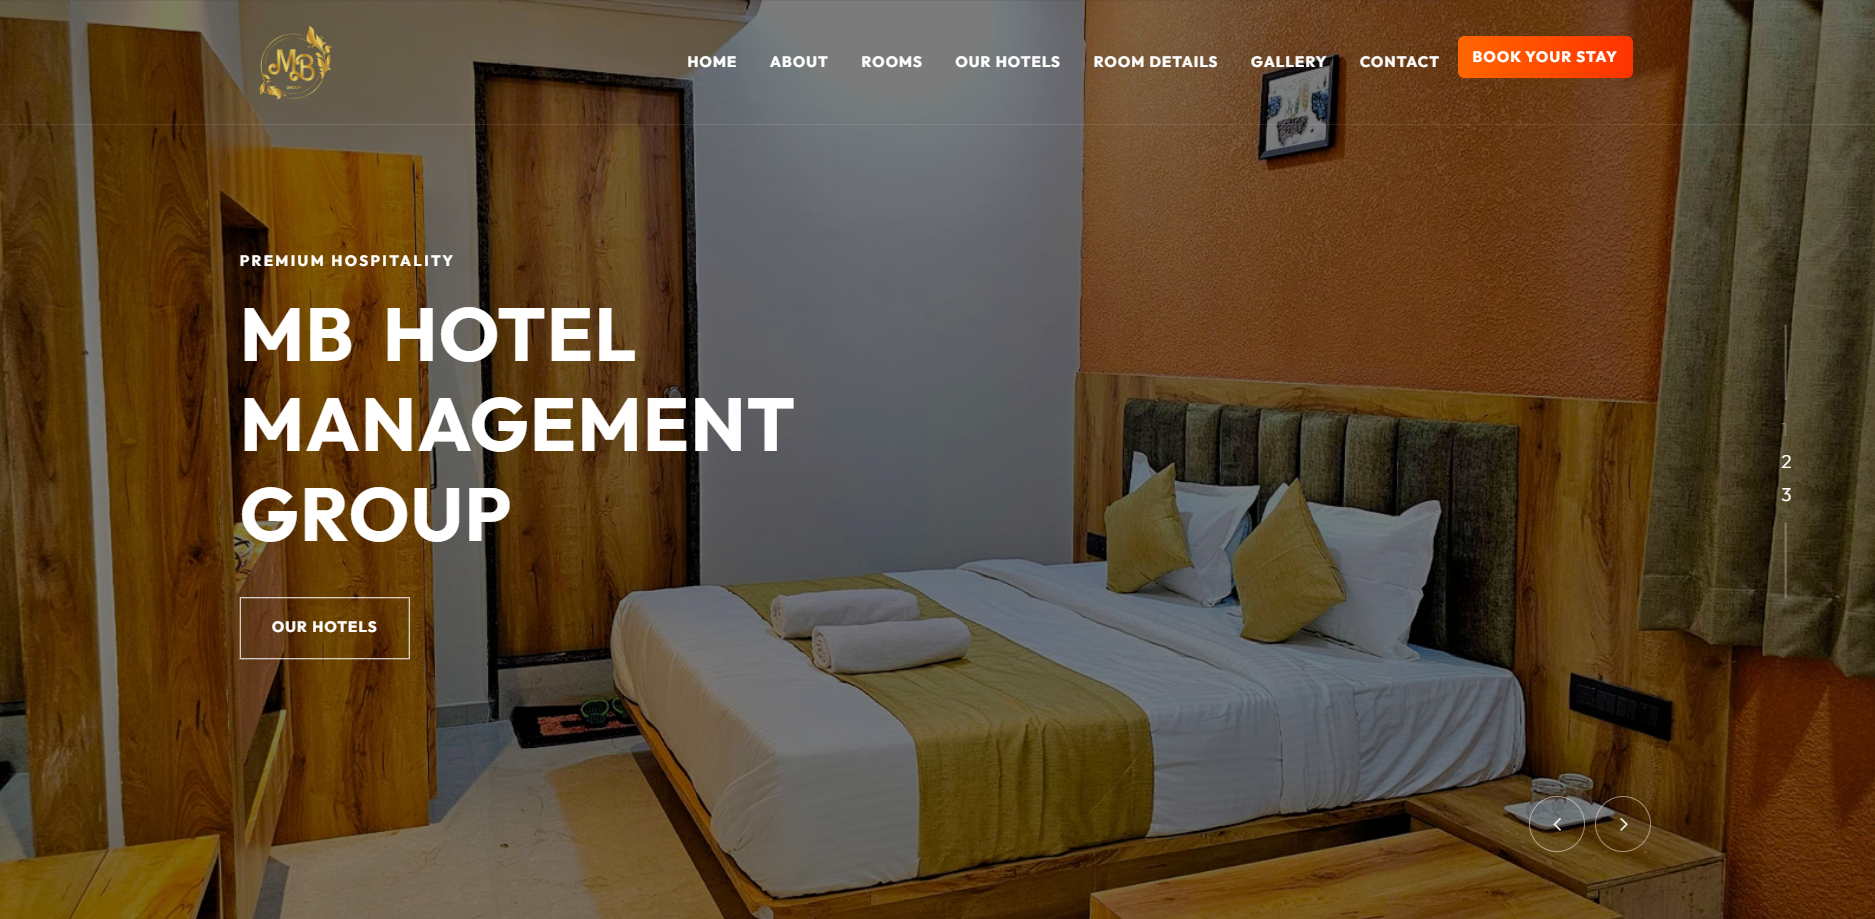 MB
GROUP
HOME ABOUT ROOMS OUR HOTELS ROOM DETAILS GALLERY CONTACT BOOK YOUR STAY
PREMIUM HOSPITALITY
MB HOTEL
MANAGEMENT
GROUP
2
3
OUR HOTELS